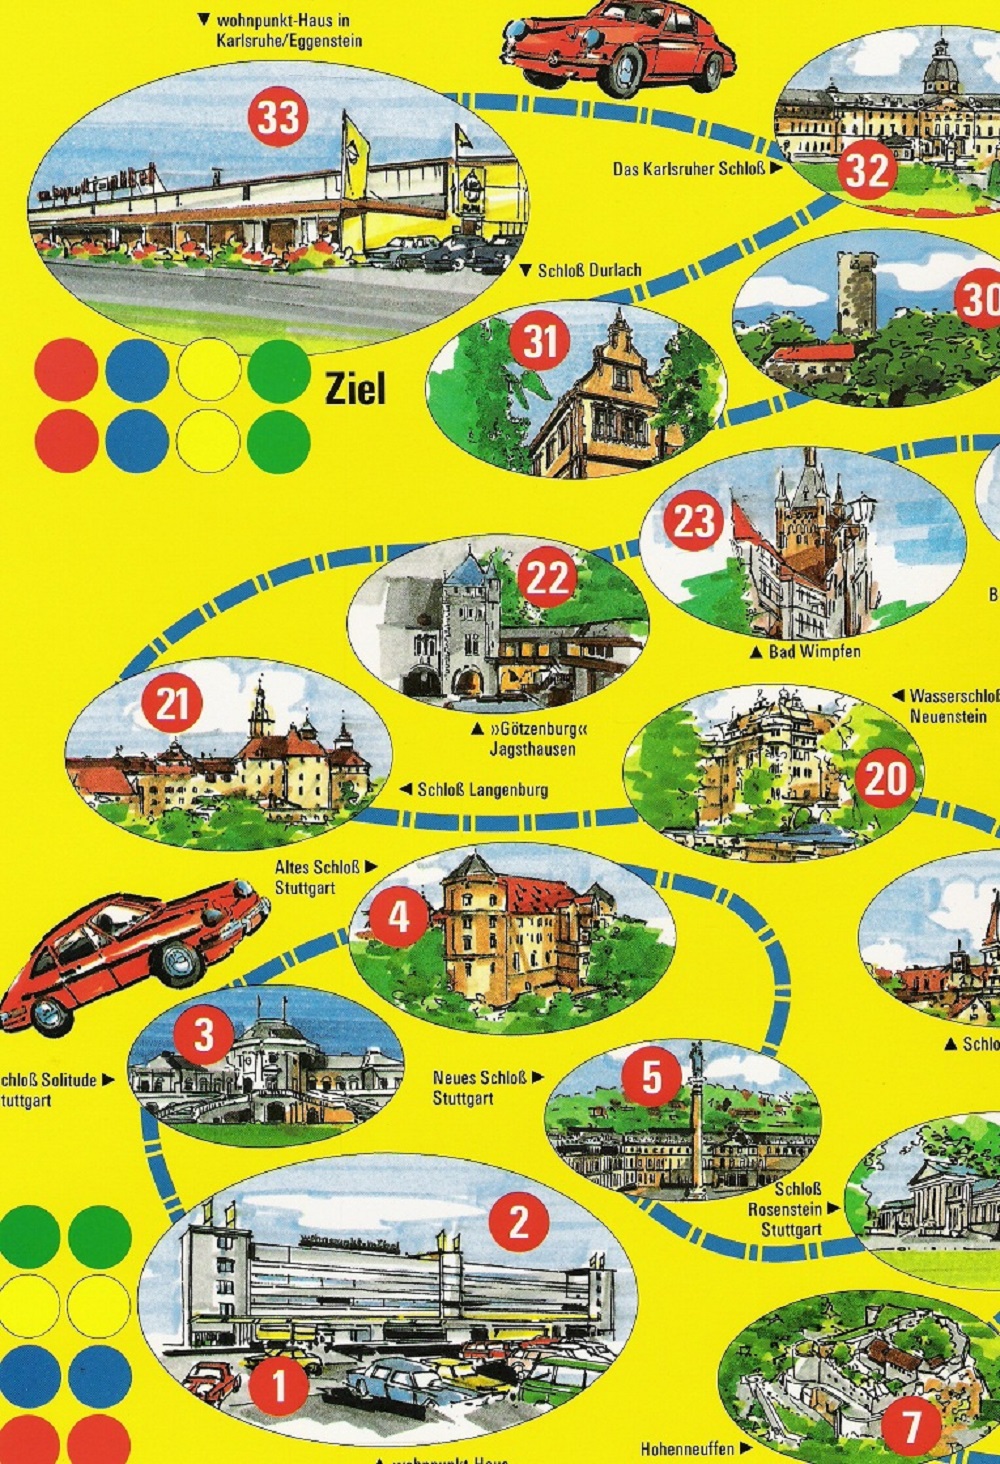 ▼ wohnpunkt-Haus in
Karlsruhe/Eggenstein
33
Das Karlsruher Schloß ►
32
▼ Schloß Durlach
31
30
Ziel
23
22
▲ Bad Wimpfen
21
▲ »Götzenburg«
Jagsthausen
◄ Wasserschloß
Neuenstein
20
◄ Schloß Langenburg
Altes Schloß ►
Stuttgart
4
3
chloß Solitude ►
tuttgart
Neues Schloß ►
Stuttgart
5
▲ Schlo
Schloß
Rosenstein ►
Stuttgart
2
1
7
Hohenneuffen ►
▲ wohnpunkt-Haus